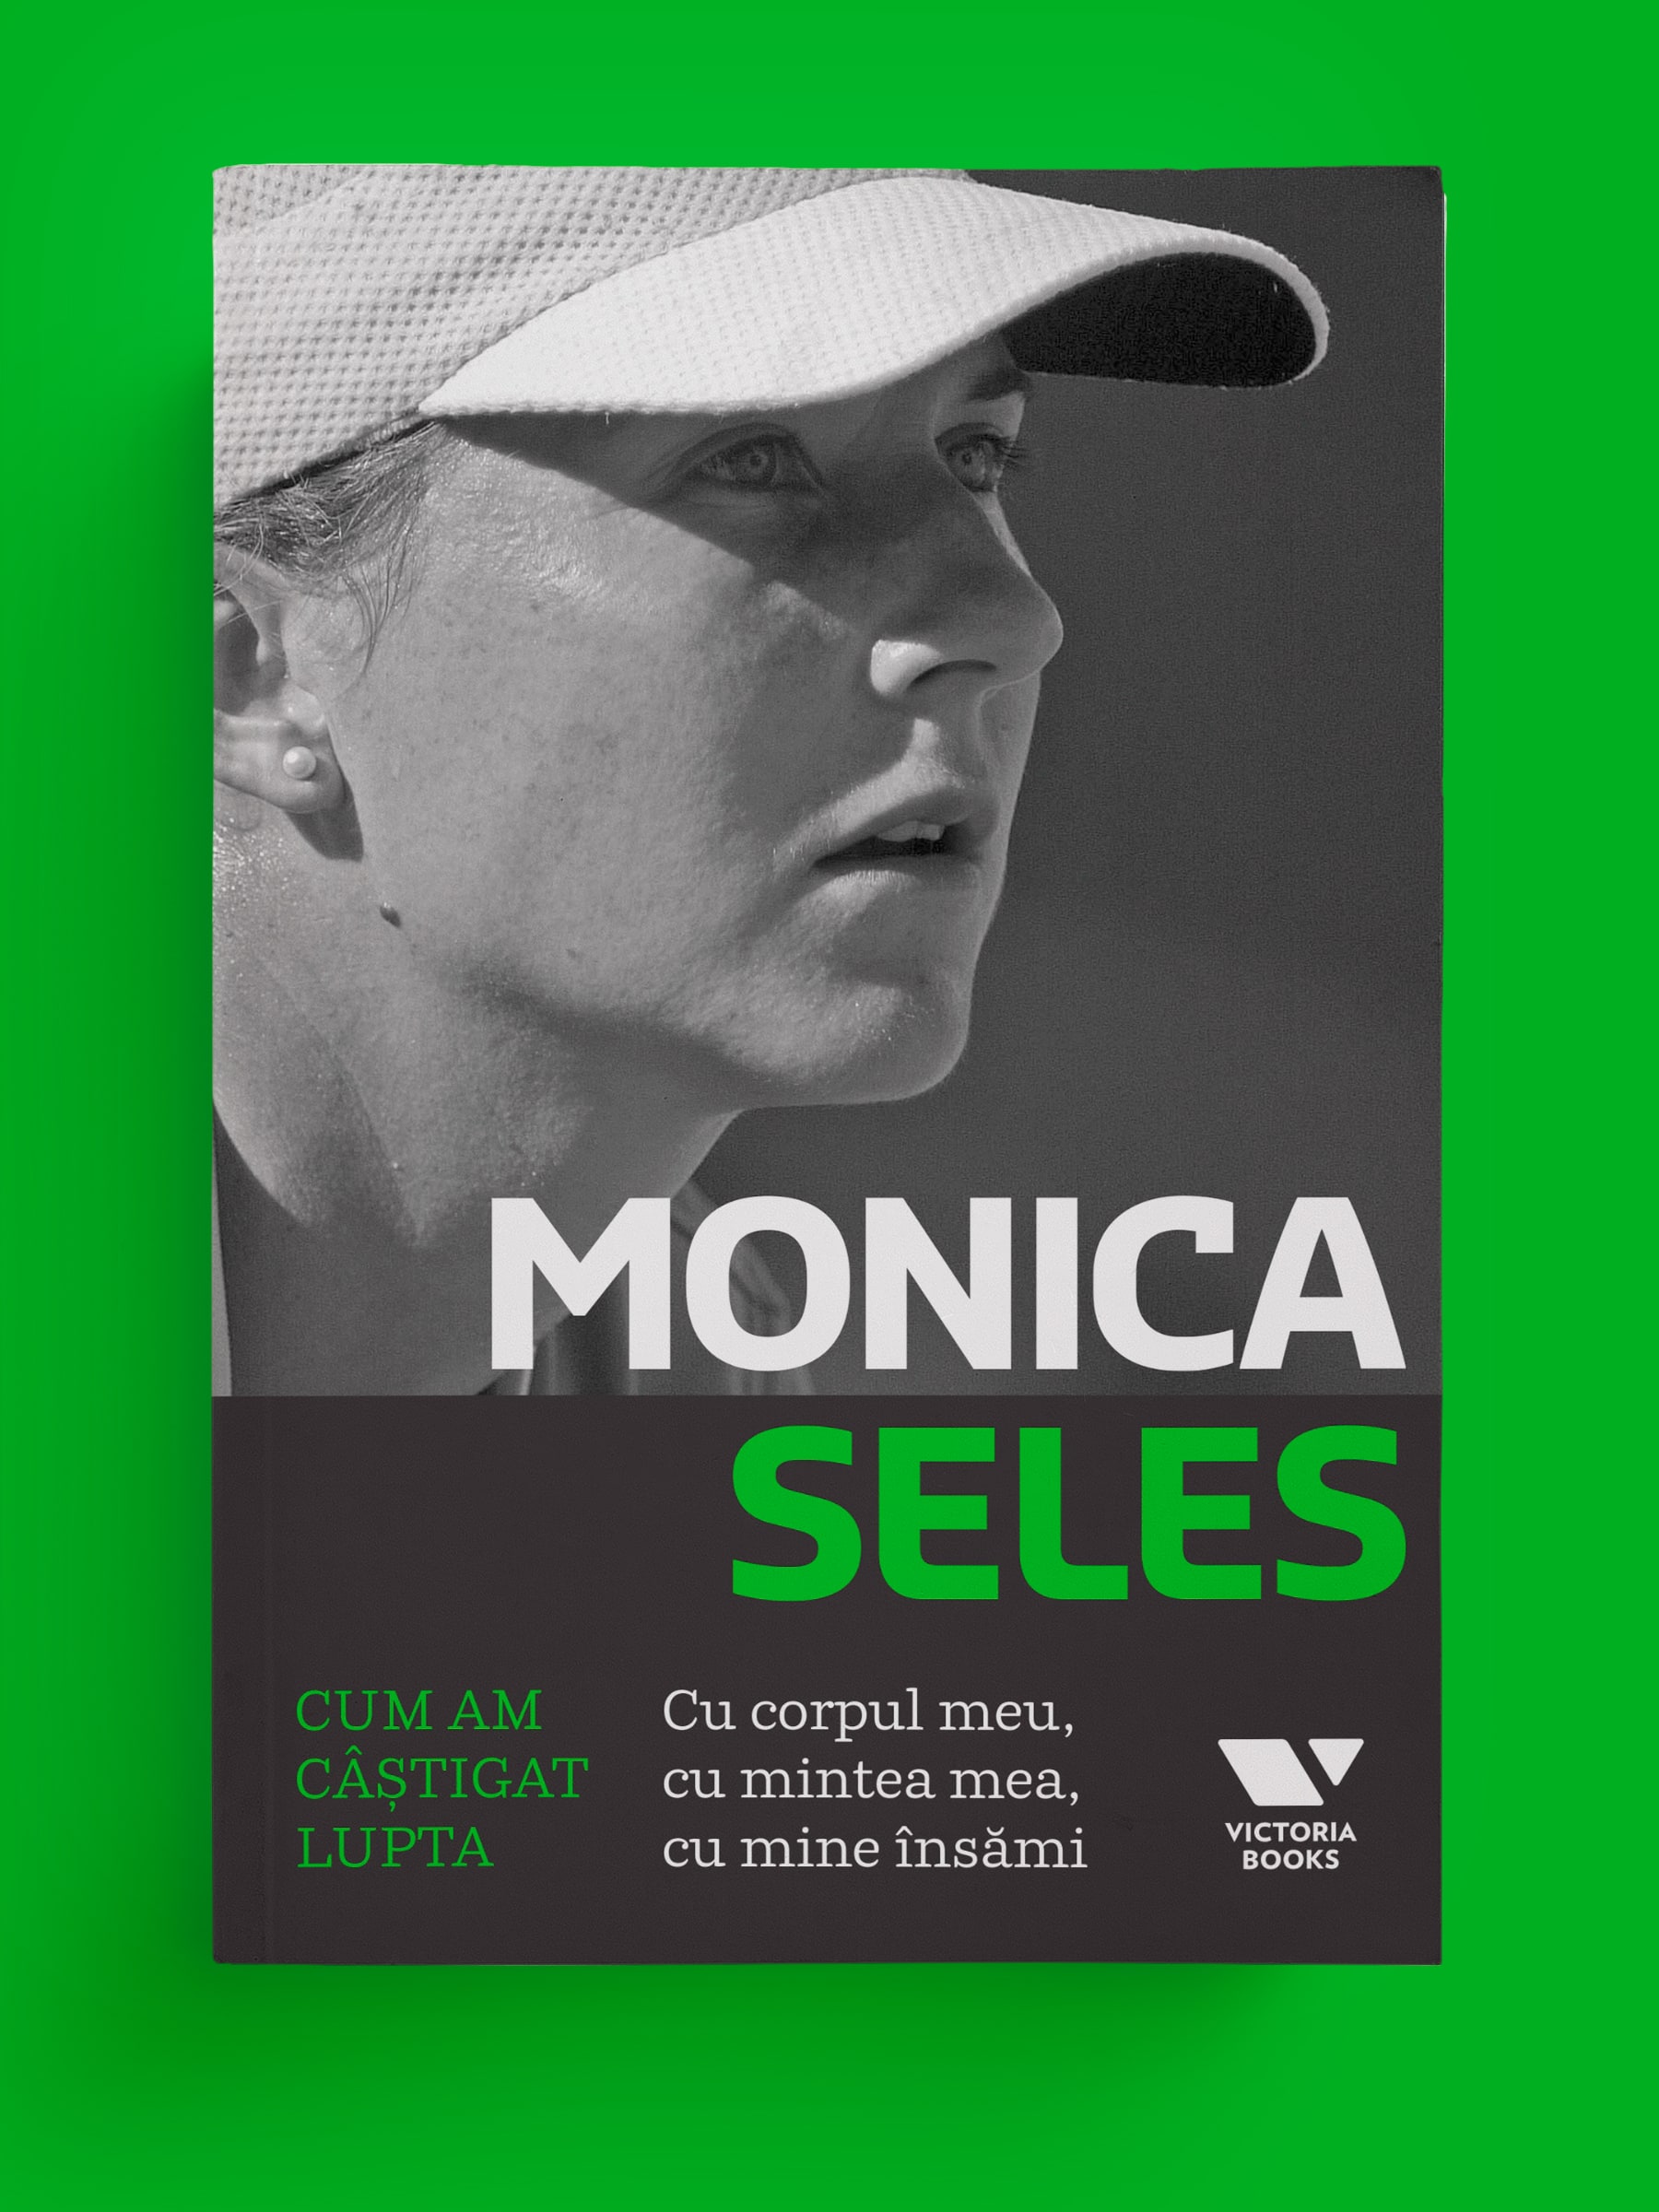 MONICA
SELES
CUM AM
CÂȘTIGAT
LUPTA
Cu corpul meu,
cu mintea mea,
cu mine însămi
VICTORIA
BOOKS